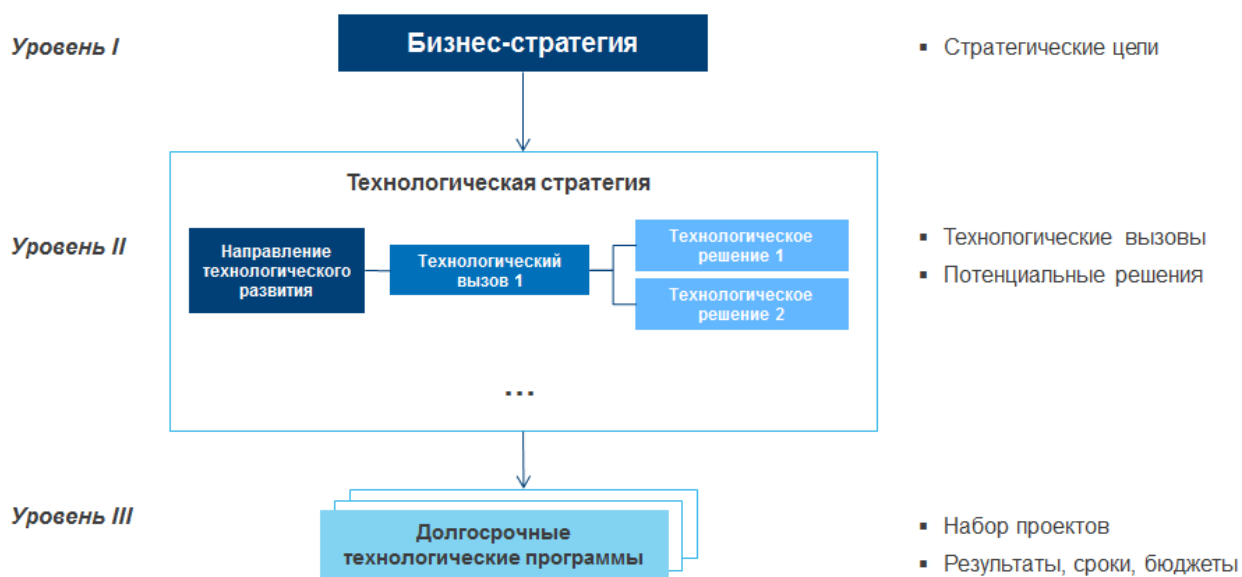 Уровень I
Бизнес-стратегия
▪ Стратегические цели
Технологическая стратегия
Уровень II
Направление
технологического
развития
Технологический
вызов 1
Технологическое
решение 1
Технологическое
решение 2
▪ Технологические вызовы
▪ Потенциальные решения
...
Уровень III
Долгосрочные
технологические программы
▪ Набор проектов
▪ Результаты, сроки, бюджеты